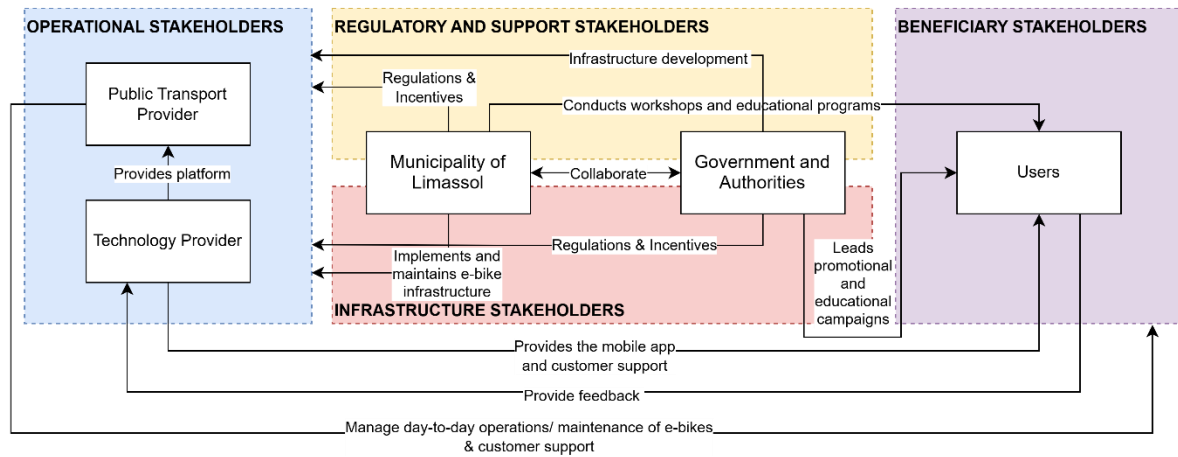 OPERATIONAL STAKEHOLDERS
REGULATORY AND SUPPORT STAKEHOLDERS
BENEFICIARY STAKEHOLDERS
Infrastructure development
Regulations &
Incentives
Conducts workshops and educational programs
Public Transport
Provider
Provides platform
Technology Provider
Municipality of
Limassol
Collaborate
Government and
Authorities
Users
Regulations & Incentives
Implements and
maintains e-bike
infrastructure
Leads
promotional
and
educational
campaigns
INFRASTRUCTURE STAKEHOLDERS
Provides the mobile app
and customer support
Provide feedback
Manage day-to-day operations/ maintenance of e-bikes
& customer support